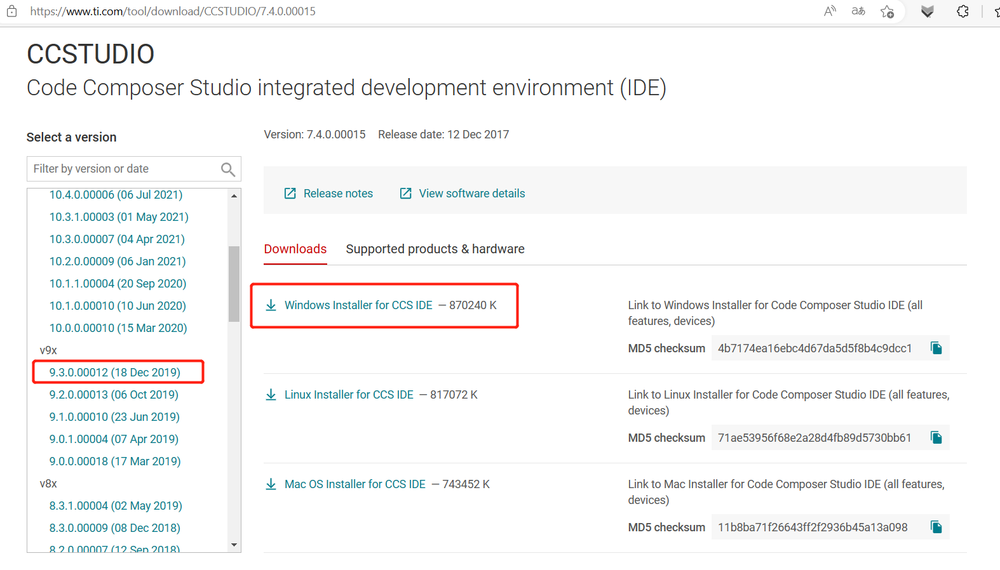 https://www.ti.com/tool/download/CCSTUDIO/7.4.0.00015
CCSTUDIO
Code Composer Studio integrated development environment (IDE)
Select a version
Filter by version or date
10.4.0.00006 (06 Jul 2021)
10.3.1.00003 (01 May 2021)
10.3.0.00007 (04 Apr 2021)
10.2.0.00009 (06 Jan 2021)
10.1.1.00004 (20 Sep 2020)
10.1.0.00010 (10 Jun 2020)
10.0.0.00010 (15 Mar 2020)
v9x
9.3.0.00012 (18 Dec 2019)
9.2.0.00013 (06 Oct 2019)
9.1.0.00010 (23 Jun 2019)
9.0.1.00004 (07 Apr 2019)
9.0.0.00018 (17 Mar 2019)
v8x
8.3.1.00004 (02 May 2019)
8.3.0.00009 (08 Dec 2018)
8.2.0.00007 (12 Sep 2018)
Version: 7.4.0.00015 Release date: 12 Dec 2017
Release notes View software details
Downloads Supported products & hardware
Windows Installer for CCS IDE — 870240 K
Link to Windows Installer for Code Composer Studio IDE (all
features, devices)
MD5 checksum 4b7174ea16ebc4d67da5d5f8b4c9dcc1
Linux Installer for CCS IDE — 817072 K
Link to Linux Installer for Code Composer Studio IDE (all features,
devices)
MD5 checksum 71ae53956f68e2a28d4fb89d5730bb61
Mac OS Installer for CCS IDE — 743452 K
Link to Mac Installer for Code Composer Studio IDE (all features,
devices)
MD5 checksum 11b8ba71f26643ff2f2936b45a13a098